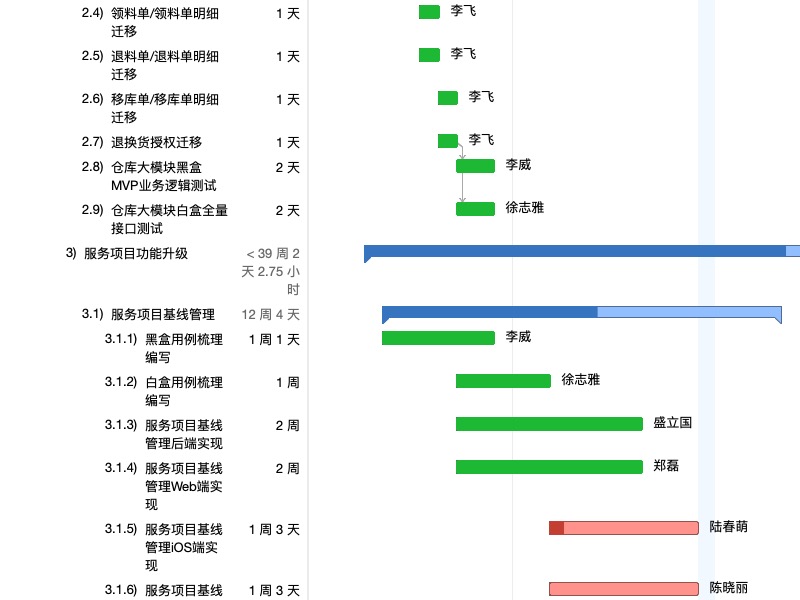 2.4) 领料单/领料单明细 1 天 李飞
迁移
2.5) 退料单/退料单明细 1 天 李飞
迁移
2.6) 移库单/移库单明细 1 天 李飞
迁移
2.7) 退换货授权迁移 1 天 李飞
2.8) 仓库大模块黑盒 2 天 李威
MVP业务逻辑测试
2.9) 仓库大模块白盒全量 2 天 徐志雅
接口测试
3) 服务项目功能升级 < 39 周 2
天 2.75 小
时
3.1) 服务项目基线管理 12 周 4 天
3.1.1) 黑盒用例梳理 1 周 1 天 李威
编写
3.1.2) 白盒用例梳理 1 周 徐志雅
编写
3.1.3) 服务项目基线 2 周 盛立国
管理后端实现
3.1.4) 服务项目基线 2 周 郑磊
管理Web端实
现
3.1.5) 服务项目基线 1 周 3 天 陆春萌
管理iOS端实
现
3.1.6) 服务项目基线 1 周 3 天 陈晓丽